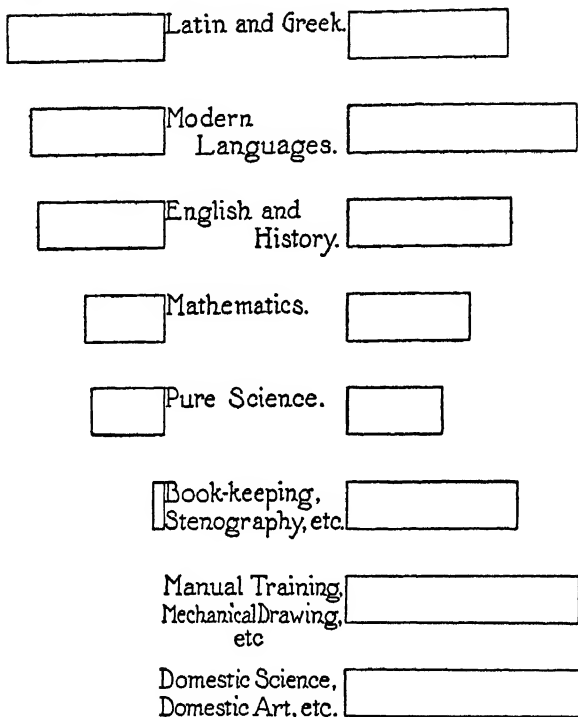 Latin and Greek.
Modern
Languages.
English and
History.
Mathematics.
Pure Science.
Book-keeping,
Stenography, etc.
Manual Training,
Mechanical Drawing,
etc
Domestic Science,
Domestic Art, etc.